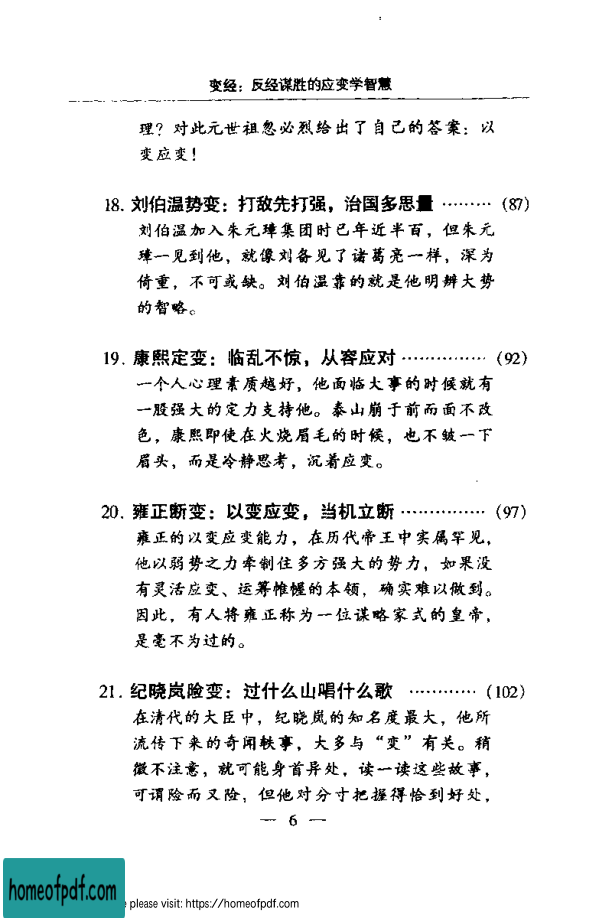 变经：反经谋胜的应变学智慧
理？对此元世祖忽必烈给出了自己的答案：以
变应变！
18. 刘伯温势变：打敌先打强，治国多思量 ········· (87)
刘伯温加入朱元璋集团时已年近半百，但朱元
璋一见到他，就像刘备见了诸葛亮一样，深为
倚重，不可或缺。刘伯温靠的就是他明辨大势
的智略。
19. 康熙定变：临乱不惊，从容应对 ··············· (92)
一个人心理素质越好，他面临大事的时候就有
一股强大的定力支持他。泰山崩于前而面不改
色，康熙即使在火烧眉毛的时候，也不皱一下
眉头，而是冷静思考，沉着应变。
20. 雍正断变：以变应变，当机立断 ··············· (97)
雍正的以变应变能力，在历代帝王中实属罕见，
他以弱势之力牵制住多方强大的势力，如果没
有灵活应变、运筹帷幄的本领，确实难以做到。
因此，有人将雍正称为一位谋略家式的皇帝，
是毫不为过的。
21. 纪晓岚险变：过什么山唱什么歌 ············ (102)
在清代的大臣中，纪晓岚的知名度最大，他所
流传下来的奇闻轶事，大多与“变”有关。稍
微不注意，就可能身首异处，读一读这些故事，
可谓险而又险，但他对分寸把握得恰到好处，
— 6 —
homeofpdf.com
please visit: https://homeofpdf.com